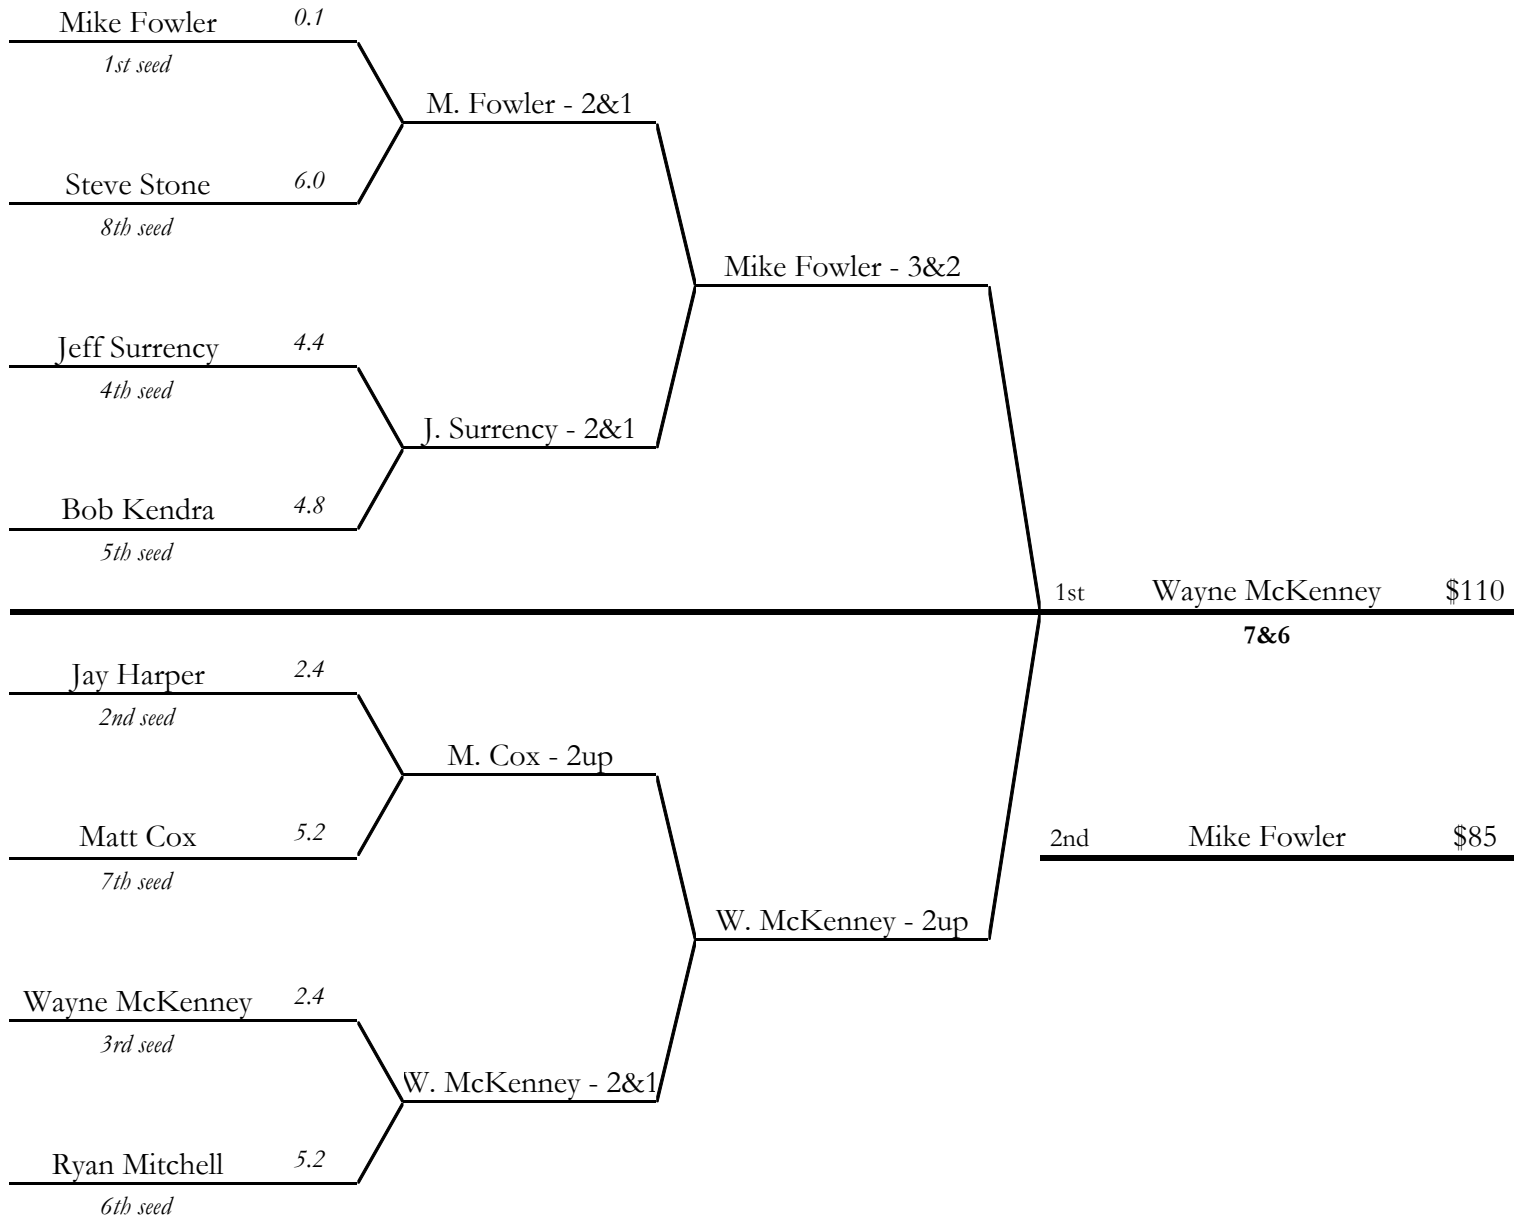 Mike Fowler 0.1
1st seed
M. Fowler - 2&1
Steve Stone 6.0
8th seed
Mike Fowler - 3&2
Jeff Surrency 4.4
4th seed
J. Surrency - 2&1
Bob Kendra 4.8
5th seed
1st Wayne McKenney $110
7&6
Jay Harper 2.4
2nd seed
M. Cox - 2up
Matt Cox 5.2
7th seed
2nd Mike Fowler $85
W. McKenney - 2up
Wayne McKenney 2.4
3rd seed
W. McKenney - 2&1
Ryan Mitchell 5.2
6th seed